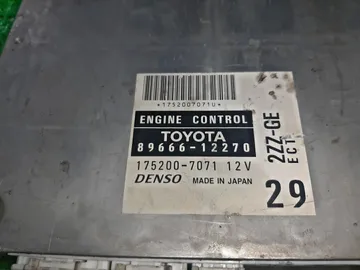 *1752007071U*
ENGINE CONTROL
TOYOTA
89666-12270
175200-7071 12V
DENSO MADE IN JAPAN
2ZZ-GE
ECT
29